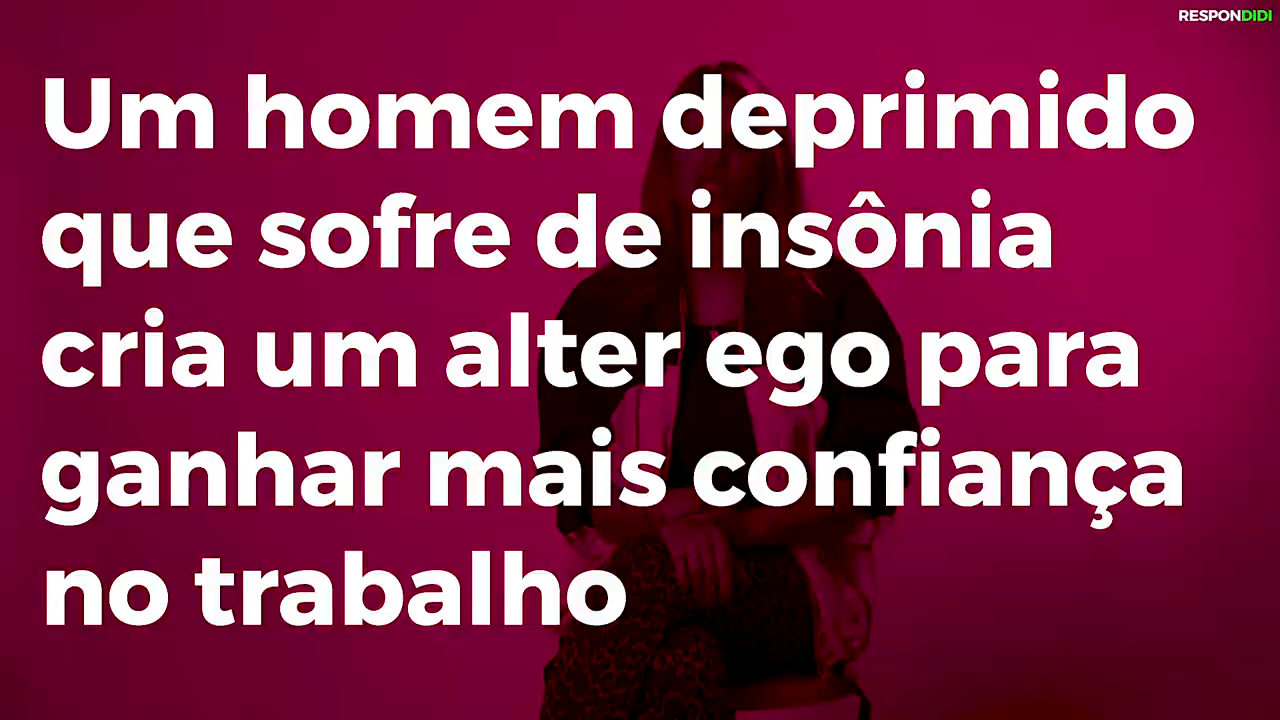 RESPONDIDI
Um homem deprimido
que sofre de insônia
cria um alter ego para
ganhar mais confiança
no trabalho